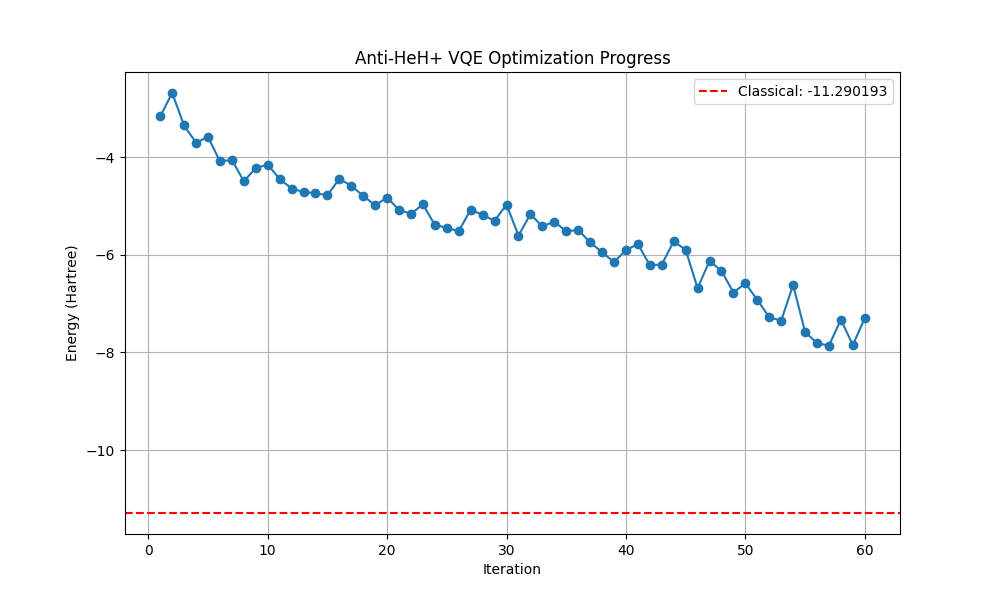 Anti-HeH+ VQE Optimization Progress
Classical: -11.290193
Energy (Hartree)
−4
−6
−8
−10
0 10 20 30 40 50 60
Iteration